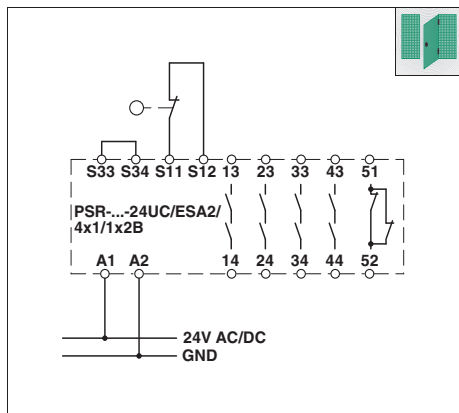 S33 S34 S11 S12 13 23 33 43 51
PSR-...-24UC/ESA2/
4x1/1x2B
A1 A2 14 24 34 44 52
24V AC/DC
GND